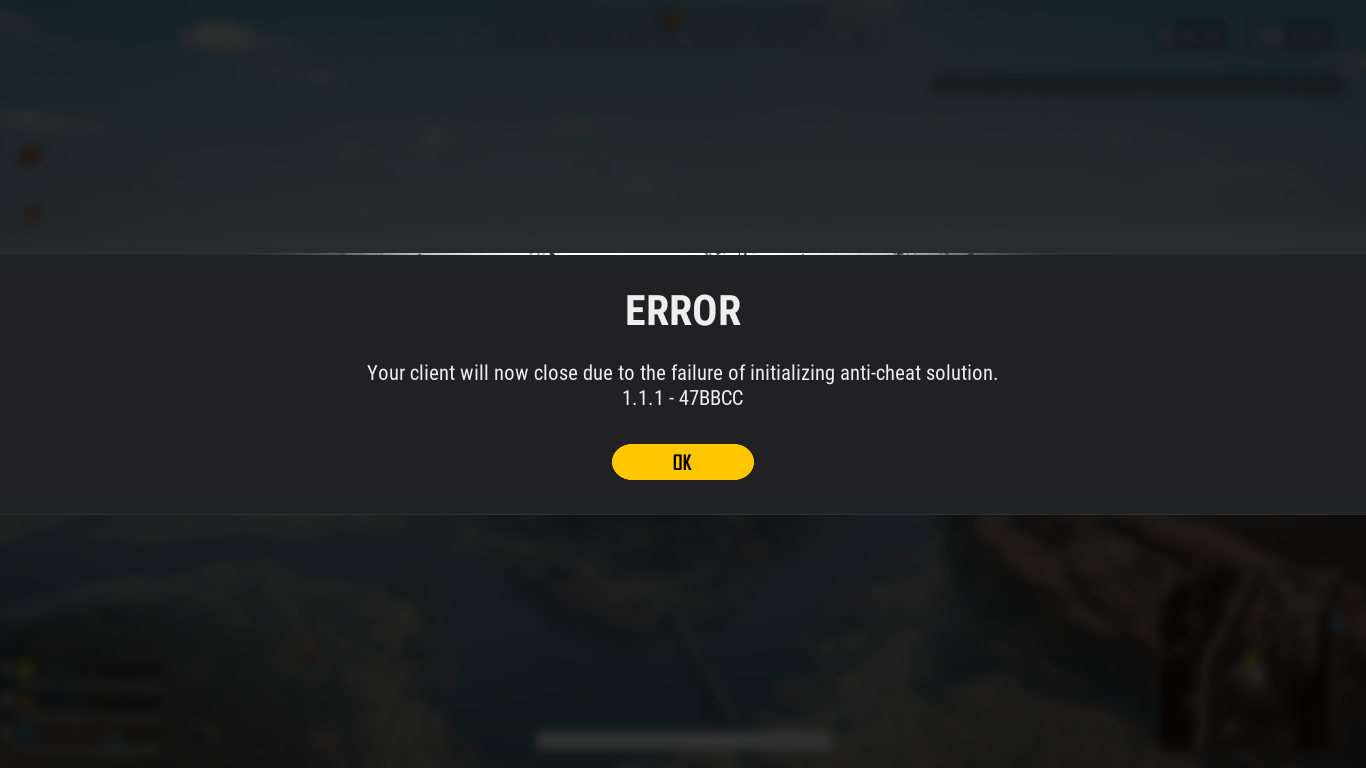 ERROR
Your client will now close due to the failure of initializing anti-cheat solution.
1.1.1 - 47BBCC
OK